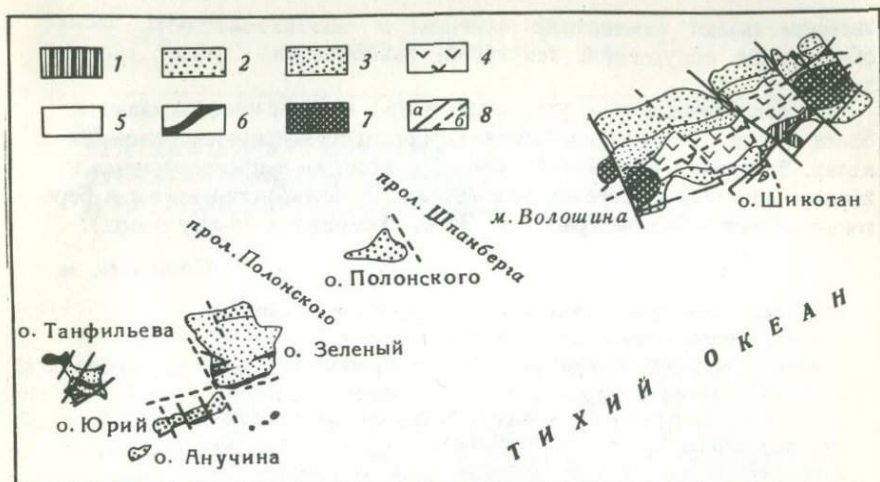 1 2 3 4
5 6 7 а б 8
м. Волошина
о. Шикотан
прол. Шпанберга
о. Полонского
прол. Полонского
о. Танфильева
о. Зеленый
о. Юрий
о. Анучина
ТИХИЙ ОКЕАН